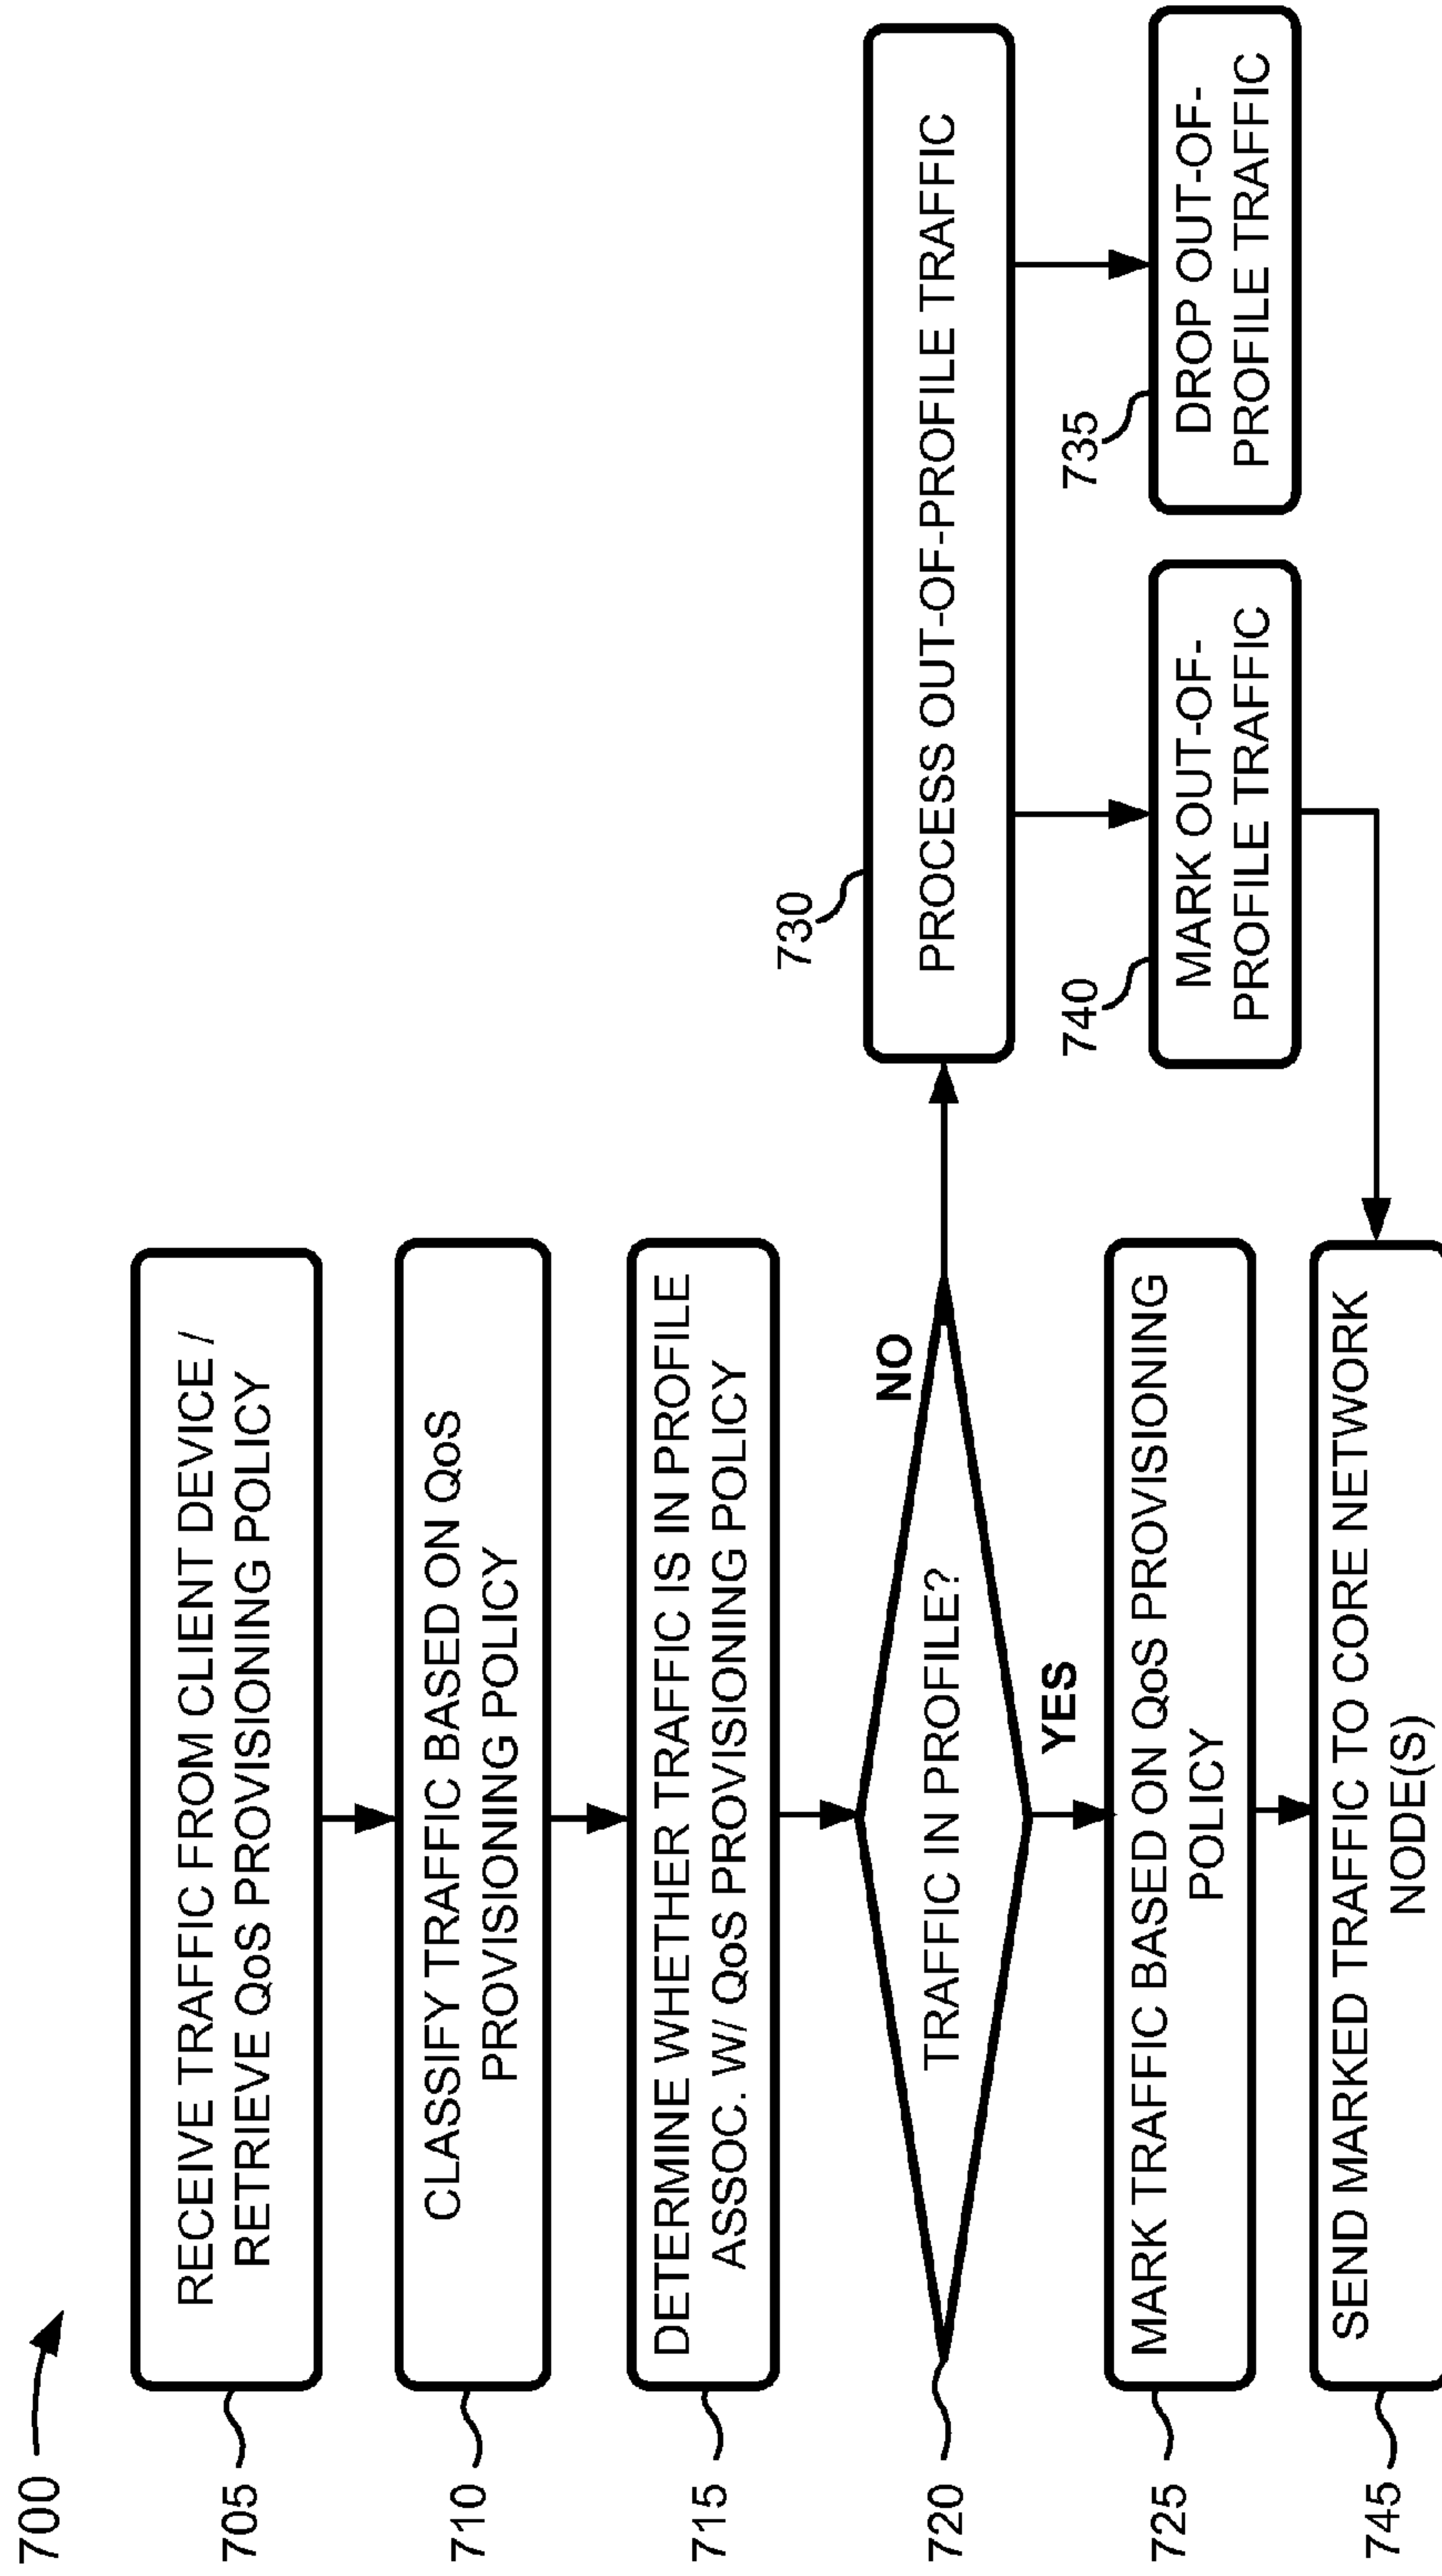 700
705
RECEIVE TRAFFIC FROM CLIENT DEVICE /
RETRIEVE QoS PROVISIONING POLICY
710
CLASSIFY TRAFFIC BASED ON QoS
PROVISIONING POLICY
715
DETERMINE WHETHER TRAFFIC IS IN PROFILE
ASSOC. W/ QoS PROVISIONING POLICY
720
TRAFFIC IN PROFILE?
NO
YES
730
PROCESS OUT-OF-PROFILE TRAFFIC
740
MARK OUT-OF-
PROFILE TRAFFIC
735
DROP OUT-OF-
PROFILE TRAFFIC
725
MARK TRAFFIC BASED ON QoS PROVISIONING
POLICY
745
SEND MARKED TRAFFIC TO CORE NETWORK
NODE(S)